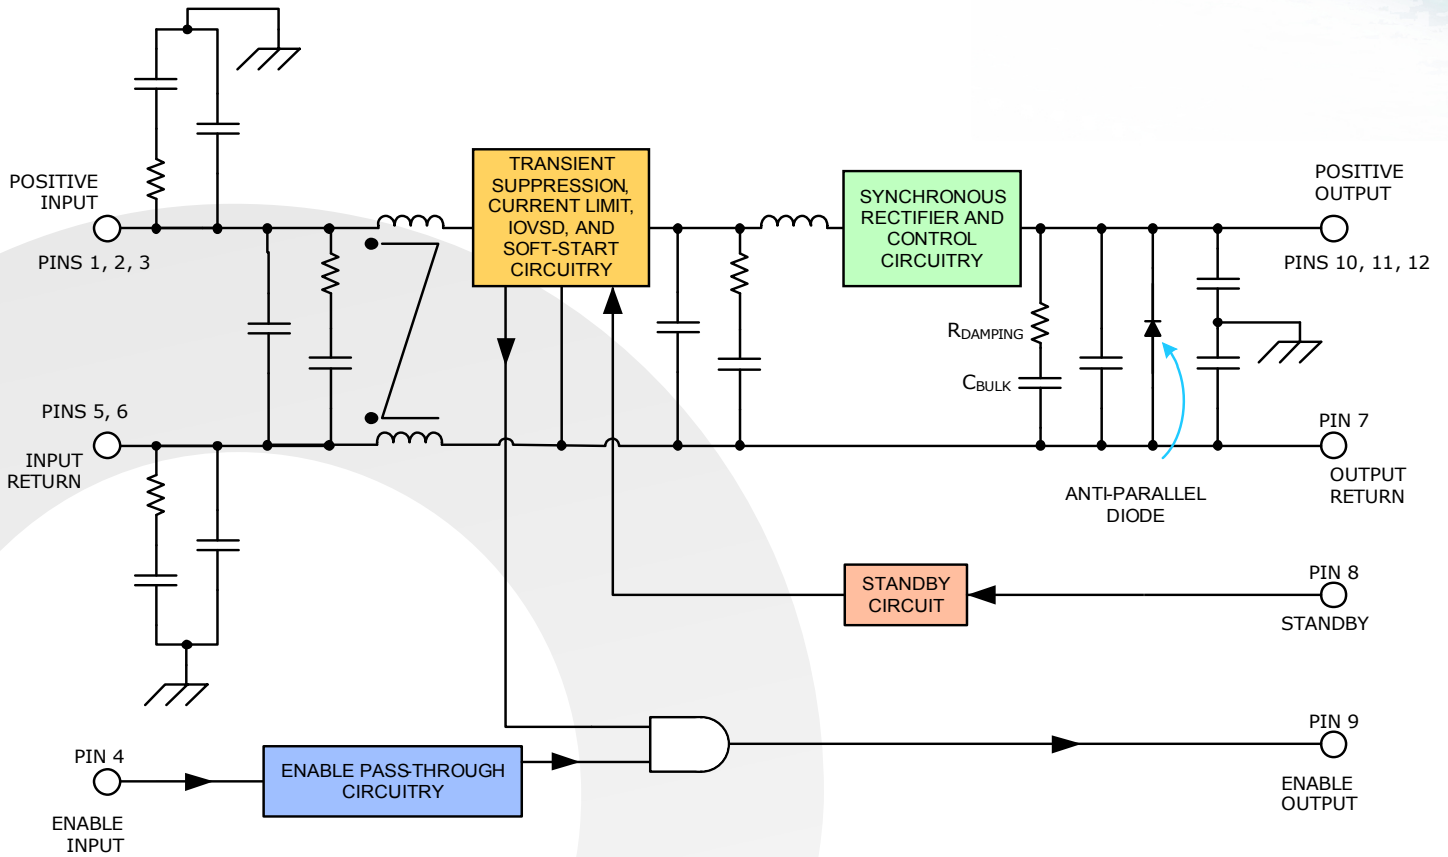 POSITIVE
INPUT
PINS 1, 2, 3
TRANSIENT
SUPPRESSION,
CURRENT LIMIT,
IOVSD, AND
SOFT-START
CIRCUITRY
SYNCHRONOUS
RECTIFIER AND
CONTROL
CIRCUITRY
POSITIVE
OUTPUT
PINS 10, 11, 12
RDAMPING
CBULK
PINS 5, 6
INPUT
RETURN
PIN 7
OUTPUT
RETURN
ANTI-PARALLEL
DIODE
STANDBY
CIRCUIT
PIN 8
STANDBY
PIN 4
ENABLE
INPUT
ENABLE PASS-THROUGH
CIRCUITRY
PIN 9
ENABLE
OUTPUT